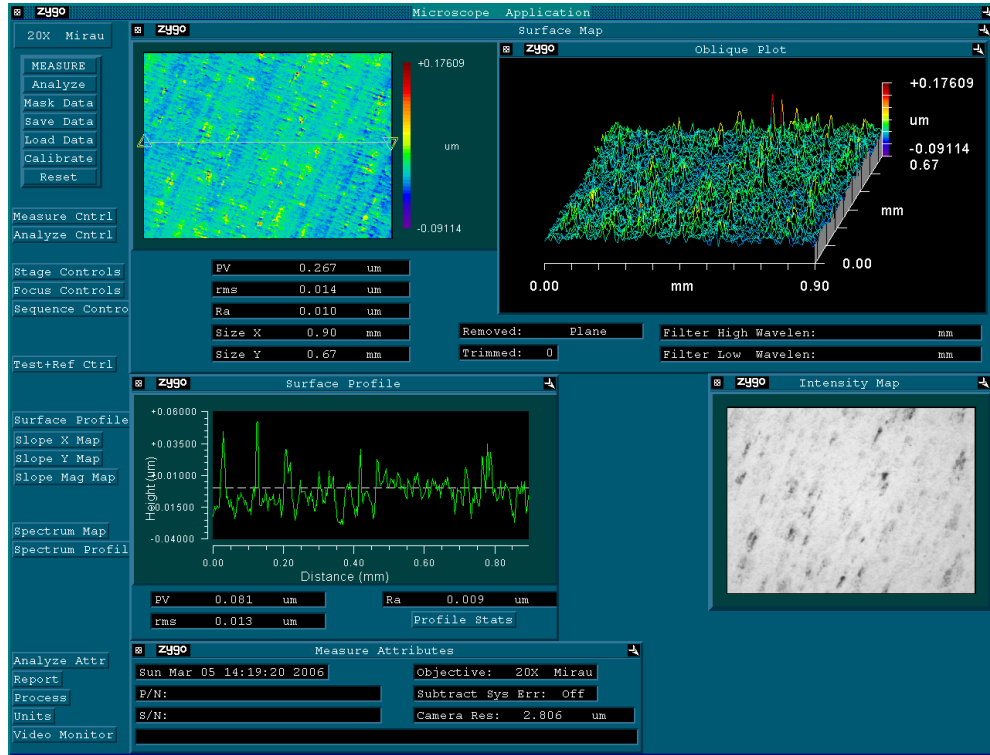 zygo Microscope Application
20X Mirau
MEASURE
Analyze
Mask Data
Save Data
Load Data
Calibrate
Reset
Measure Cntrl
Analyze Cntrl
Stage Controls
Focus Controls
Sequence Contro
Test+Ref Ctrl
Surface Profile
Slope X Map
Slope Y Map
Slope Mag Map
Spectrum Map
Spectrum Profil
Analyze Attr
Report
Process
Units
Video Monitor
zygo Surface Map
+0.17609
um
-0.09114
PV 0.267 um
rms 0.014 um
Ra 0.010 um
Size X 0.90 mm
Size Y 0.67 mm
zygo Oblique Plot
+0.17609
um
-0.09114
0.67
mm
0.00
0.00 mm 0.90
Removed: Plane
Trimmed: 0
Filter High Wavelen: mm
Filter Low Wavelen: mm
zygo Surface Profile
+0.06000
+0.03500
+0.01000
-0.01500
-0.04000
Height (um)
0.00 0.20 0.40 0.60 0.80
Distance (mm)
PV 0.081 um
rms 0.013 um
Ra 0.009 um
Profile Stats
zygo Intensity Map
zygo Measure Attributes
Sun Mar 05 14:19:20 2006
P/N:
S/N:
Objective: 20X Mirau
Subtract Sys Err: Off
Camera Res: 2.806 um